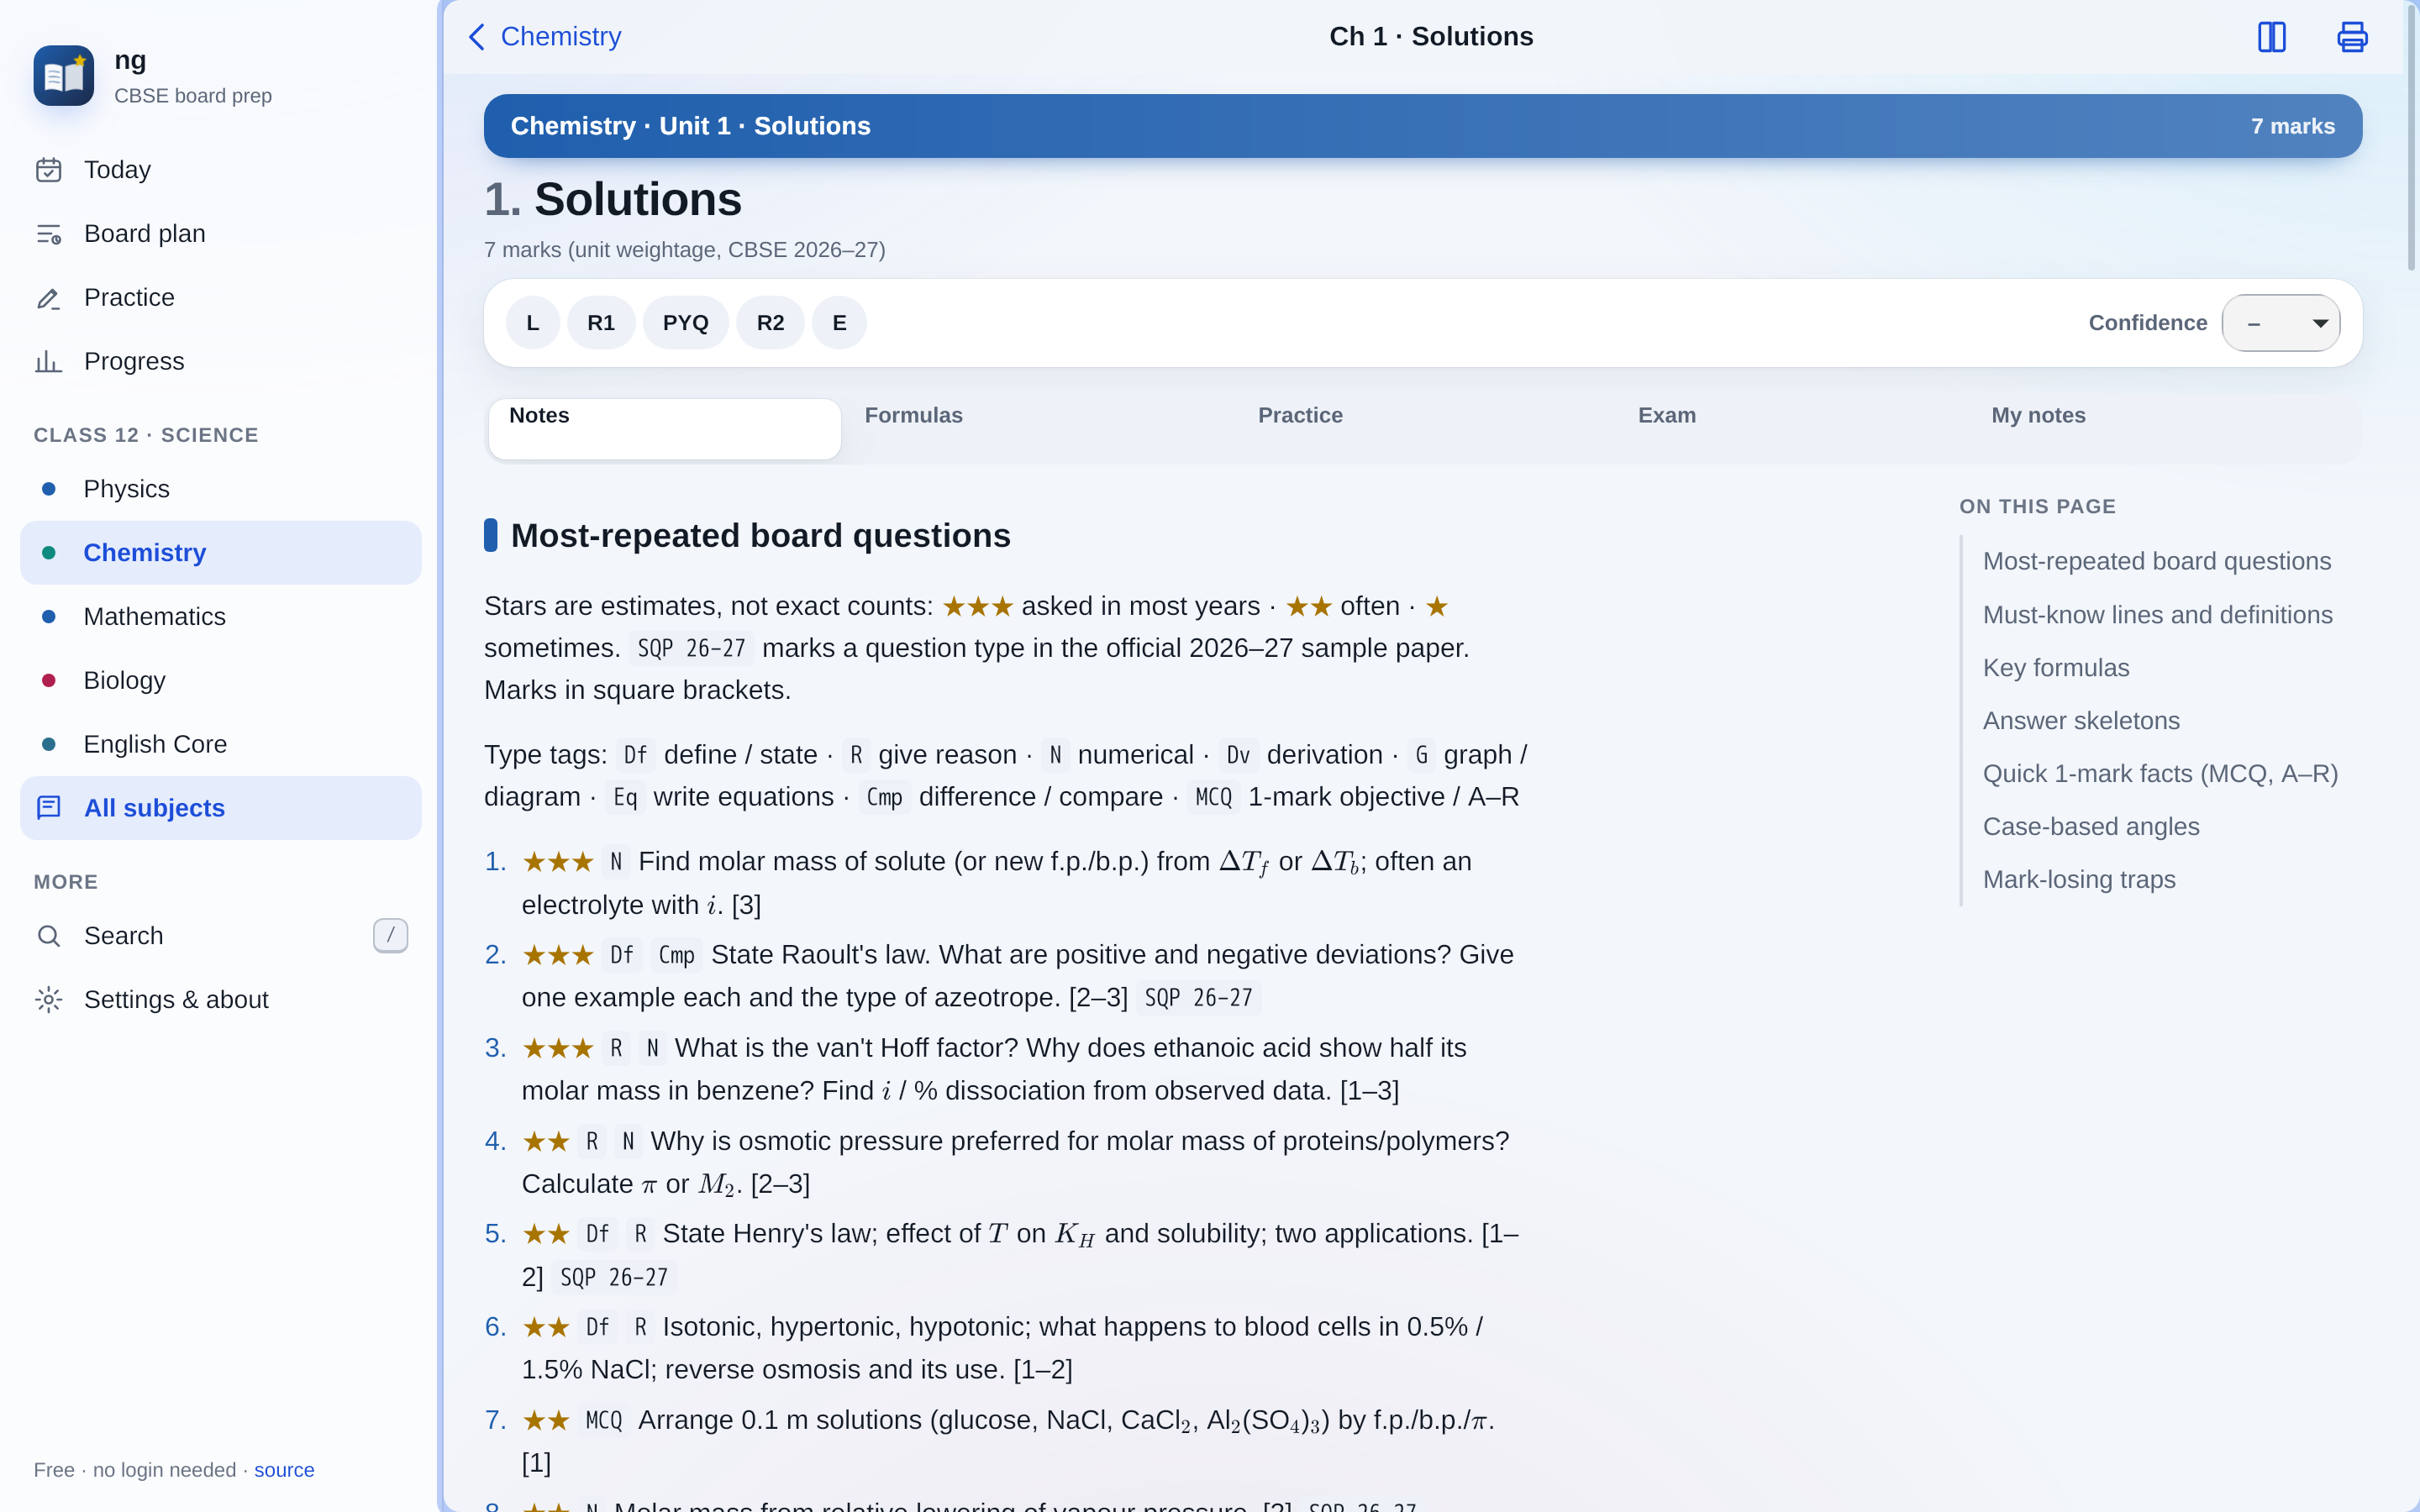 ng
CBSE board prep
Today
Board plan
Practice
Progress
CLASS 12 · SCIENCE
Physics
Chemistry
Mathematics
Biology
English Core
All subjects
MORE
Search /
Settings & about
Free · no login needed · source
Chemistry
Ch 1 · Solutions
Chemistry · Unit 1 · Solutions 7 marks
1. Solutions
7 marks (unit weightage, CBSE 2026–27)
L R1 PYQ R2 E Confidence –
Notes Formulas Practice Exam My notes
Most-repeated board questions
Stars are estimates, not exact counts: ★★★ asked in most years · ★★ often · ★
sometimes. SQP 26–27 marks a question type in the official 2026–27 sample paper.
Marks in square brackets.
Type tags: Df define / state · R give reason · N numerical · Dv derivation · G graph /
diagram · Eq write equations · Cmp difference / compare · MCQ 1-mark objective / A–R
1. ★★★ N Find molar mass of solute (or new f.p./b.p.) from ΔT_f or ΔT_b; often an
electrolyte with i. [3]
2. ★★★ Df Cmp State Raoult's law. What are positive and negative deviations? Give
one example each and the type of azeotrope. [2–3] SQP 26–27
3. ★★★ R N What is the van't Hoff factor? Why does ethanoic acid show half its
molar mass in benzene? Find i / % dissociation from observed data. [1–3]
4. ★★ R N Why is osmotic pressure preferred for molar mass of proteins/polymers?
Calculate π or M₂. [2–3]
5. ★★ Df R State Henry's law; effect of T on K_H and solubility; two applications. [1–
2] SQP 26–27
6. ★★ Df R Isotonic, hypertonic, hypotonic; what happens to blood cells in 0.5% /
1.5% NaCl; reverse osmosis and its use. [1–2]
7. ★★ MCQ Arrange 0.1 m solutions (glucose, NaCl, CaCl₂, Al₂(SO₄)₃) by f.p./b.p./π.
[1]
8. ★★ N Molar mass from relative lowering of vapour pressure. [2] SQP 26–27
ON THIS PAGE
Most-repeated board questions
Must-know lines and definitions
Key formulas
Answer skeletons
Quick 1-mark facts (MCQ, A–R)
Case-based angles
Mark-losing traps